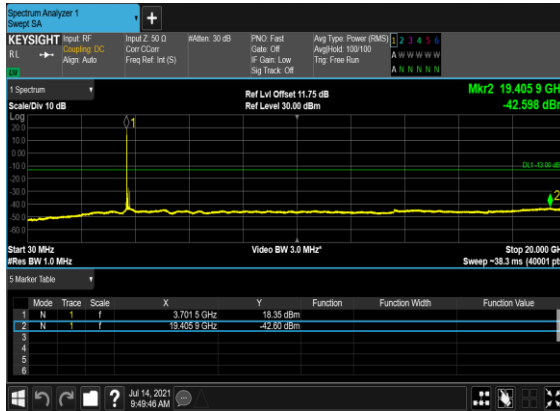 Spectrum Analyzer 1
Swept SA
KEYSIGHT
RL
Input: RF
Coupling: DC
Align: Auto
Input Z: 50 Ω
Corr CCorr
Freq Ref: Int (S)
#Atten: 30 dB
PNO: Fast
Gate: Off
IF Gain: Low
Sig Track: Off
Avg Type: Power (RMS)
Avg|Hold: 100/100
Trig: Free Run
1 2 3 4 5 6
A W W W W W
A N N N N N
1 Spectrum
Scale/Div 10 dB
Log
Ref Lvl Offset 11.75 dB
Ref Level 30.00 dBm
Mkr2 19.405 9 GH
-42.598 dBr
20.0
10.0
0.00
-10.0
-20.0
-30.0
-40.0
-50.0
-60.0
1
DL1 -13.00 dB
2
Start 30 MHz
#Res BW 1.0 MHz
Video BW 3.0 MHz*
Stop 20.000 GH
Sweep ~38.3 ms (40001 pt
5 Marker Table
Mode Trace Scale X Y Function Function Width Function Value
1 N 1 f 3.701 5 GHz 18.35 dBm
2 N 1 f 19.405 9 GHz -42.60 dBm
3
4
5
6
?
Jul 14, 2021
9:49:46 AM